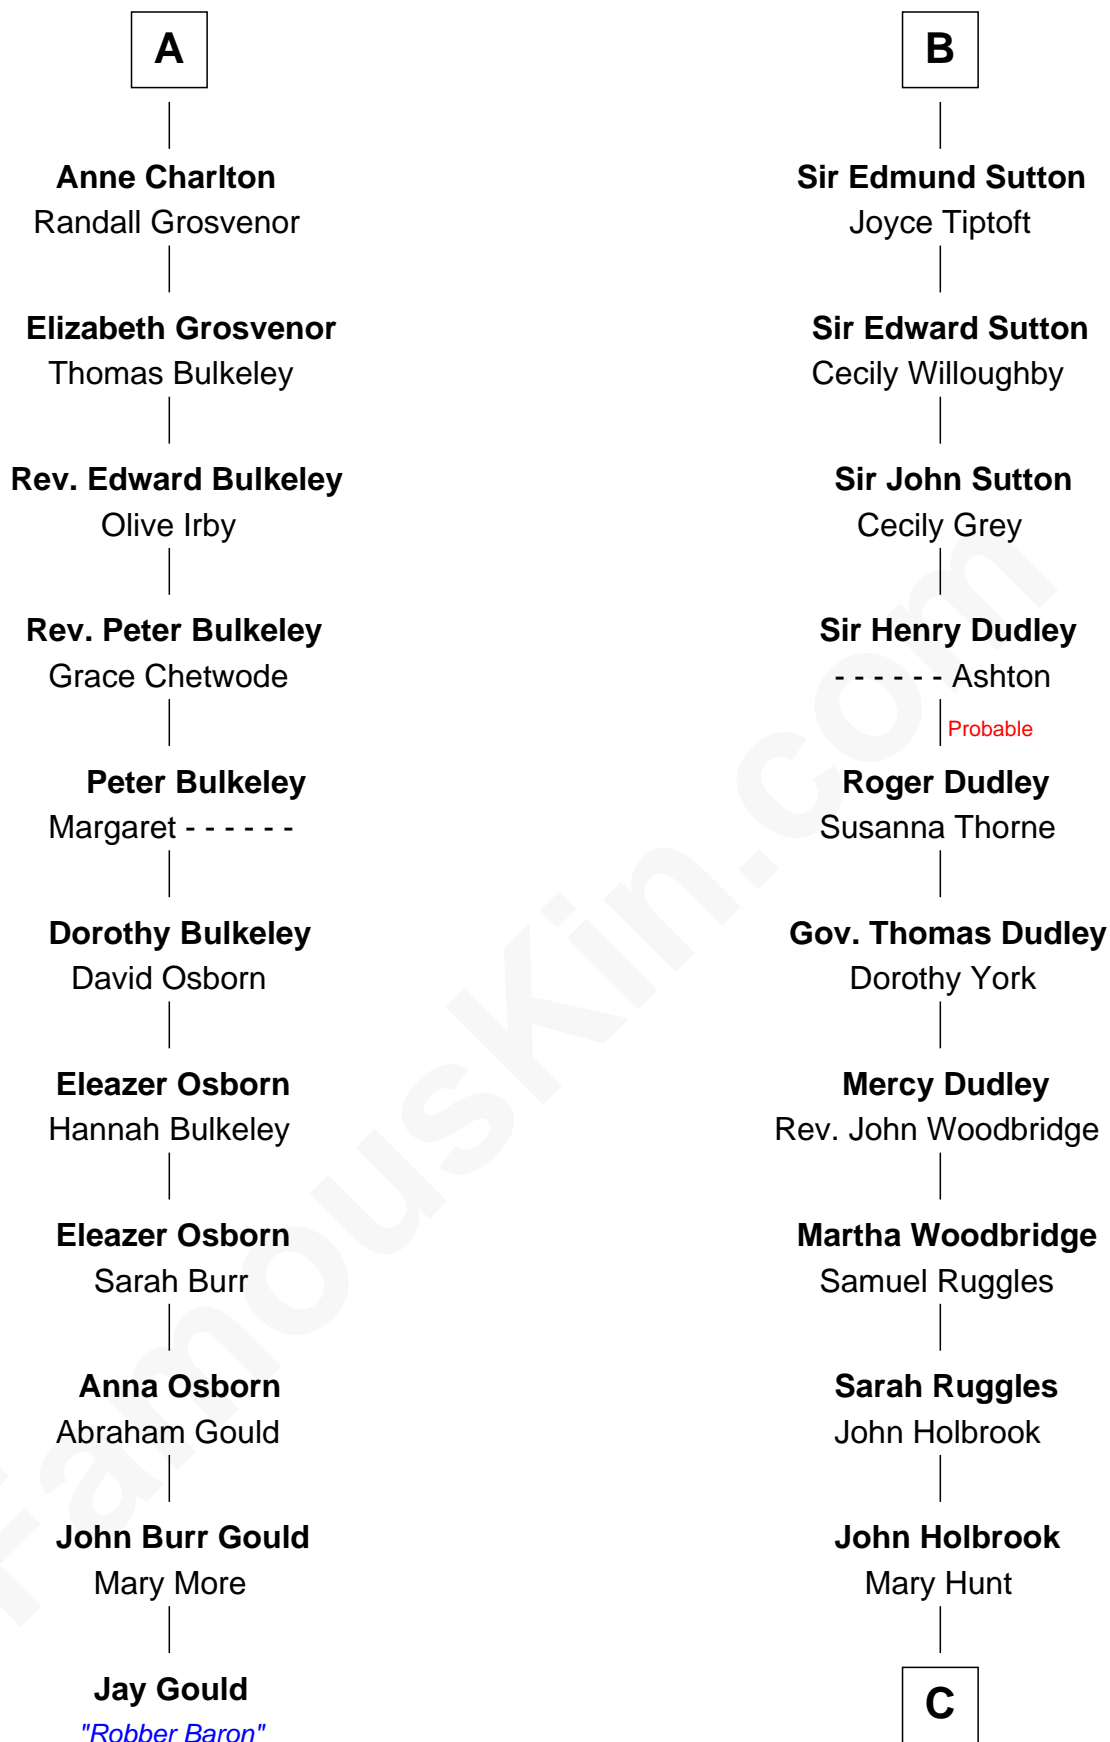 A
Anne Charlton
Randall Grosvenor
Elizabeth Grosvenor
Thomas Bulkeley
Rev. Edward Bulkeley
Olive Irby
Rev. Peter Bulkeley
Grace Chetwode
Peter Bulkeley
Margaret - - - - - -
Dorothy Bulkeley
David Osborn
Eleazer Osborn
Hannah Bulkeley
Eleazer Osborn
Sarah Burr
Anna Osborn
Abraham Gould
John Burr Gould
Mary More
Jay Gould
"Robber Baron"
B
Sir Edmund Sutton
Joyce Tiptoft
Sir Edward Sutton
Cecily Willoughby
Sir John Sutton
Cecily Grey
Sir Henry Dudley
- - - - - - Ashton
Probable
Roger Dudley
Susanna Thorne
Gov. Thomas Dudley
Dorothy York
Mercy Dudley
Rev. John Woodbridge
Martha Woodbridge
Samuel Ruggles
Sarah Ruggles
John Holbrook
John Holbrook
Mary Hunt
C
FamousKin.com